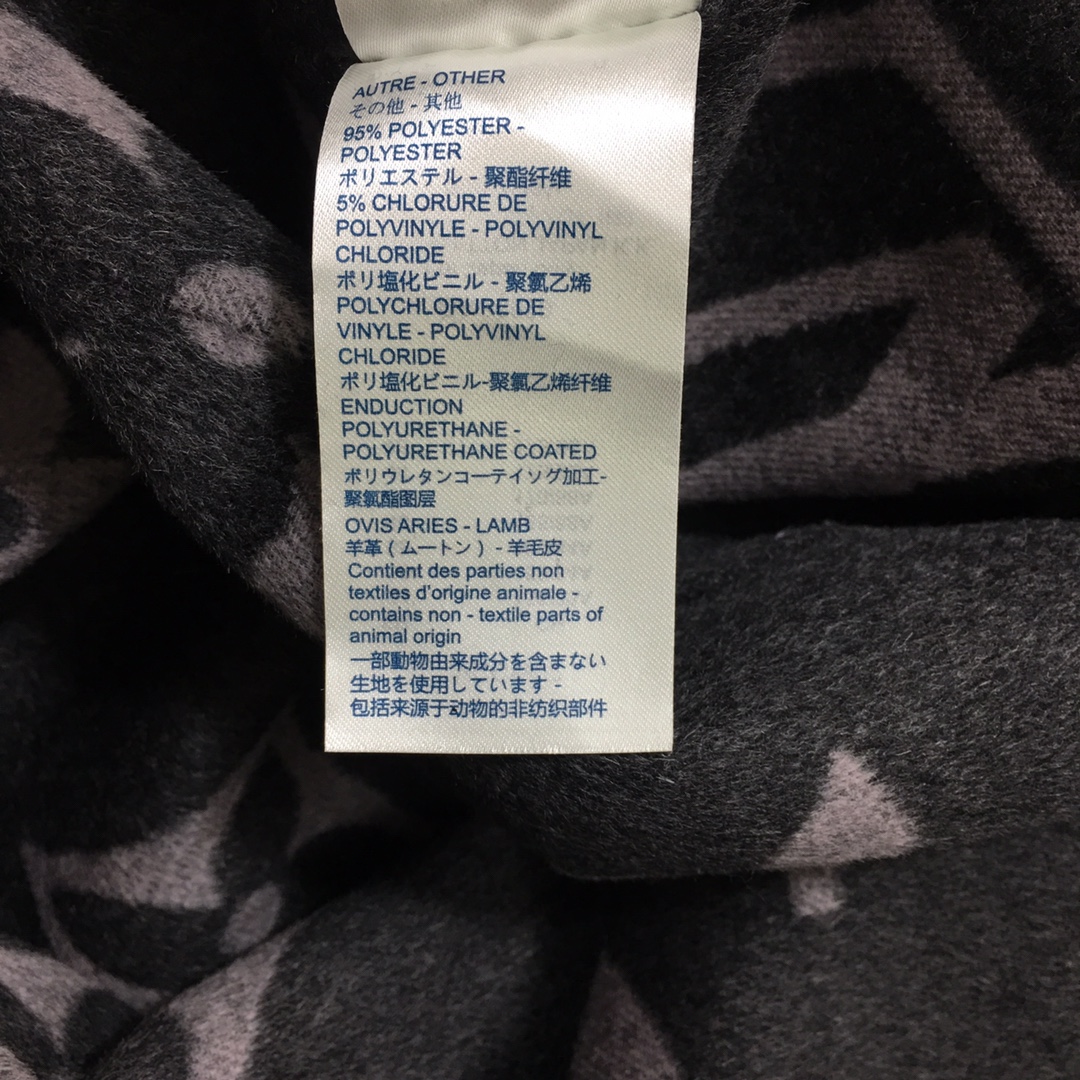 AUTRE - OTHER
その他 - 其他
95% POLYESTER -
POLYESTER
ポリエステル - 聚酯纤维
5% CHLORURE DE
POLYVINYLE - POLYVINYL
CHLORIDE
ポリ塩化ビニル - 聚氯乙烯
POLYCHLORURE DE
VINYLE - POLYVINYL
CHLORIDE
ポリ塩化ビニル-聚氯乙烯纤维
ENDUCTION
POLYURETHANE -
POLYURETHANE COATED
ポリウレタンコーテイソグ加工-
聚氯酯图层
OVIS ARIES - LAMB
羊革 ( ムートン ) - 羊毛皮
Contient des parties non
textiles d'origine animale -
contains non - textile parts of
animal origin
一部動物由来成分を含まない
生地を使用しています -
包括来源于动物的非纺织部件